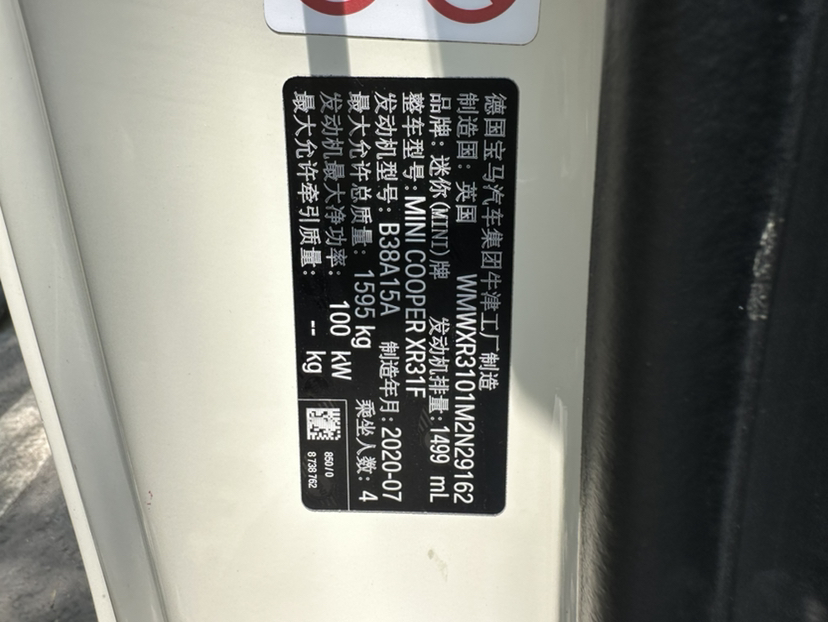 德国宝马汽车集团牛津工厂制造
制造国：英国 WMWXR3101M2N29162
品牌：迷你(MINI)牌 发动机排量：1499 mL
整车型号：MINI COOPER XR31F
发动机型号：B38A15A 制造年月：2020-07
最大允许总质量：1595 kg 乘坐人数：4
发动机最大净功率：100 kW
最大允许牵引质量：-- kg
850/0
8 738 762